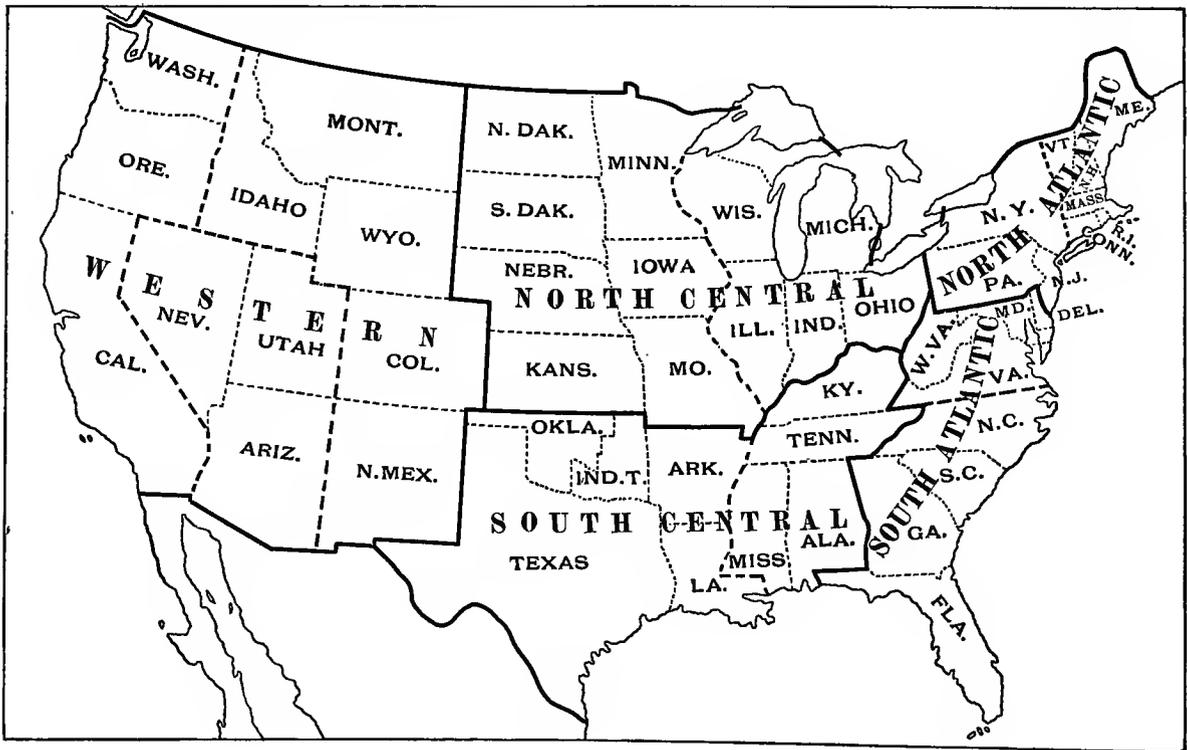 WASH.
ORE.
CAL.
IDAHO
NEV.
MONT.
WYO.
UTAH
COL.
ARIZ.
N.MEX.
WESTERN
N. DAK.
S. DAK.
NEBR.
KANS.
MINN.
IOWA
MO.
WIS.
MICH.
ILL.
IND.
OHIO
NORTH CENTRAL
OKLA.
IND.T.
TEXAS
ARK.
LA.
KY.
TENN.
MISS
ALA.
SOUTH CENTRAL
ME.
VT
N.H.
MASS
R.I.
CONN.
N. Y.
PA.
N.J.
NORTH ATLANTIC
DEL.
MD.
W.VA.
VA.
N.C.
S.C.
GA.
FLA.
SOUTH ATLANTIC